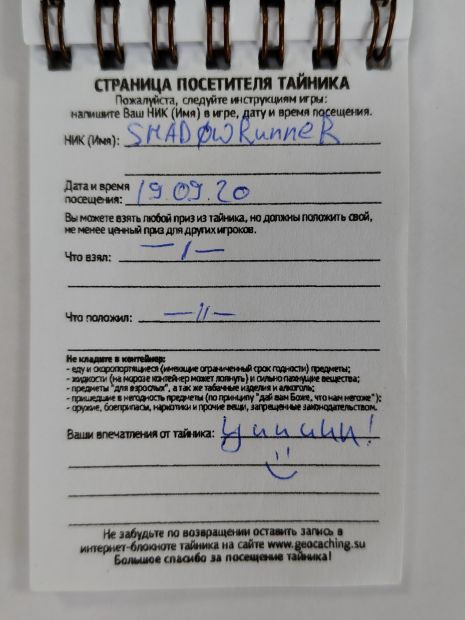 СТРАНИЦА ПОСЕТИТЕЛЯ ТАЙНИКА
Пожалуйста, следуйте инструкциям игры:
напишите Ваш НИК (Имя) в игре, дату и время посещения.
НИК (Имя): SHADØWRunneR
Дата и время
посещения: 19.09.20
Вы можете взять любой приз из тайника, но должны положить свой,
не менее ценный приз для других игроков.
Что взял: —/—
Что положил: —//—
Не кладите в контейнер:
- еду и скоропортящиеся (имеющие ограниченный срок годности) предметы;
- жидкости (на морозе контейнер может лопнуть) и сильно пахнущие вещества;
- предметы "для взрослых", а так же табачные изделия и алкоголь;
- пришедшие в негодность предметы (по принципу "дай вам Боже, что нам негоже");
- оружие, боеприпасы, наркотики и прочие вещи, запрещенные законодательством.
Ваши впечатления от тайника:
Не забудьте по возвращении оставить запись в
интернет-блокноте тайника на сайте www.geocaching.su
Большое спасибо за посещение тайника!